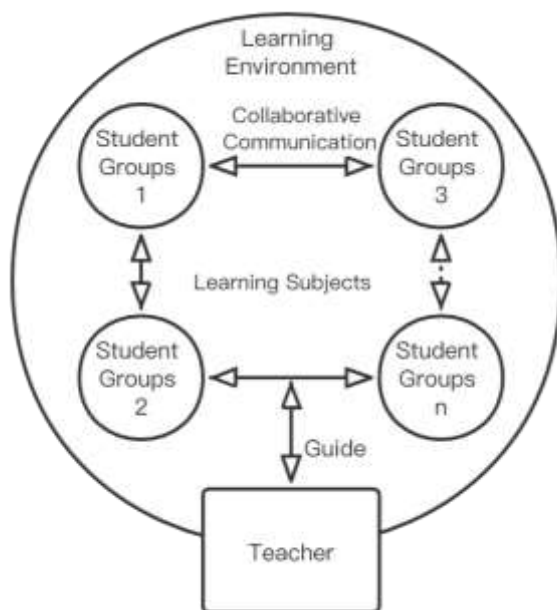 Learning
Environment
Collaborative
Communication
Student
Groups
1
Student
Groups
3
Learning Subjects
Student
Groups
2
Student
Groups
n
Guide
Teacher